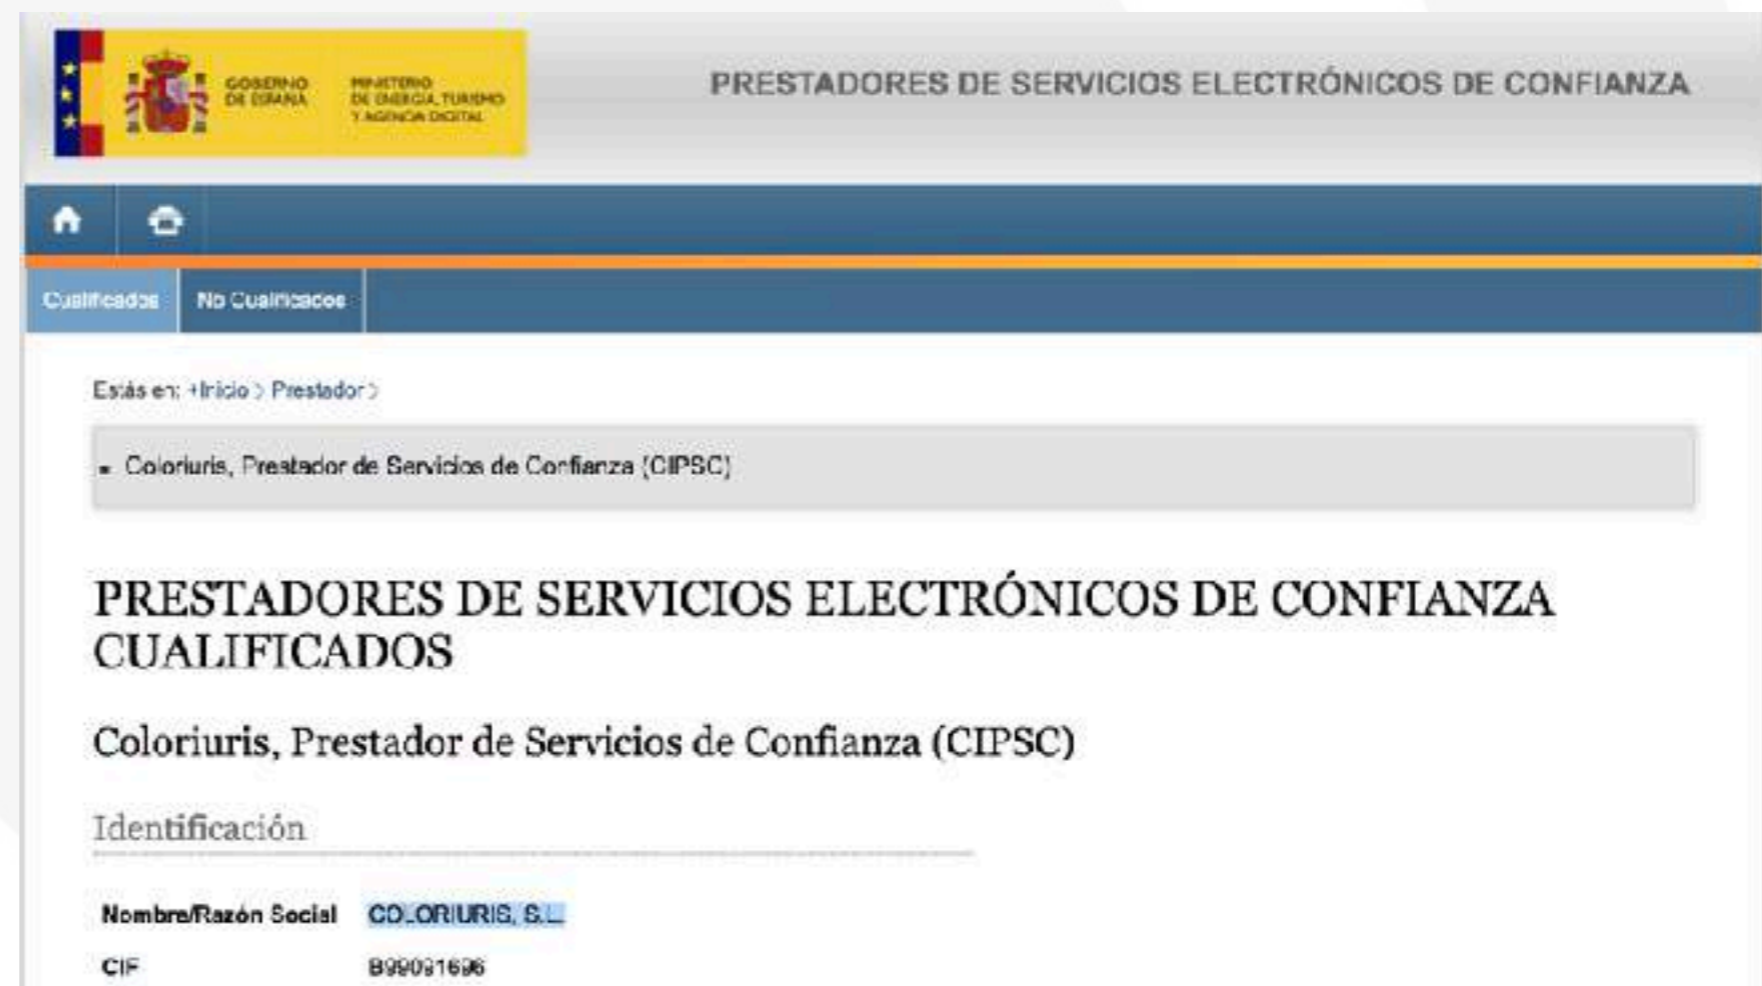 GOBIERNO
DE ESPAÑA
MINISTERIO
DE ENERGÍA, TURISMO
Y AGENDA DIGITAL
PRESTADORES DE SERVICIOS ELECTRÓNICOS DE CONFIANZA
Cualificados No Cualificados
Estás en: Inicio > Prestador >
Coloriuris, Prestador de Servicios de Confianza (CIPSC)
PRESTADORES DE SERVICIOS ELECTRÓNICOS DE CONFIANZA
CUALIFICADOS
Coloriuris, Prestador de Servicios de Confianza (CIPSC)
Identificación
Nombre/Razón Social COLORIURIS, S.L.
CIF B99091696